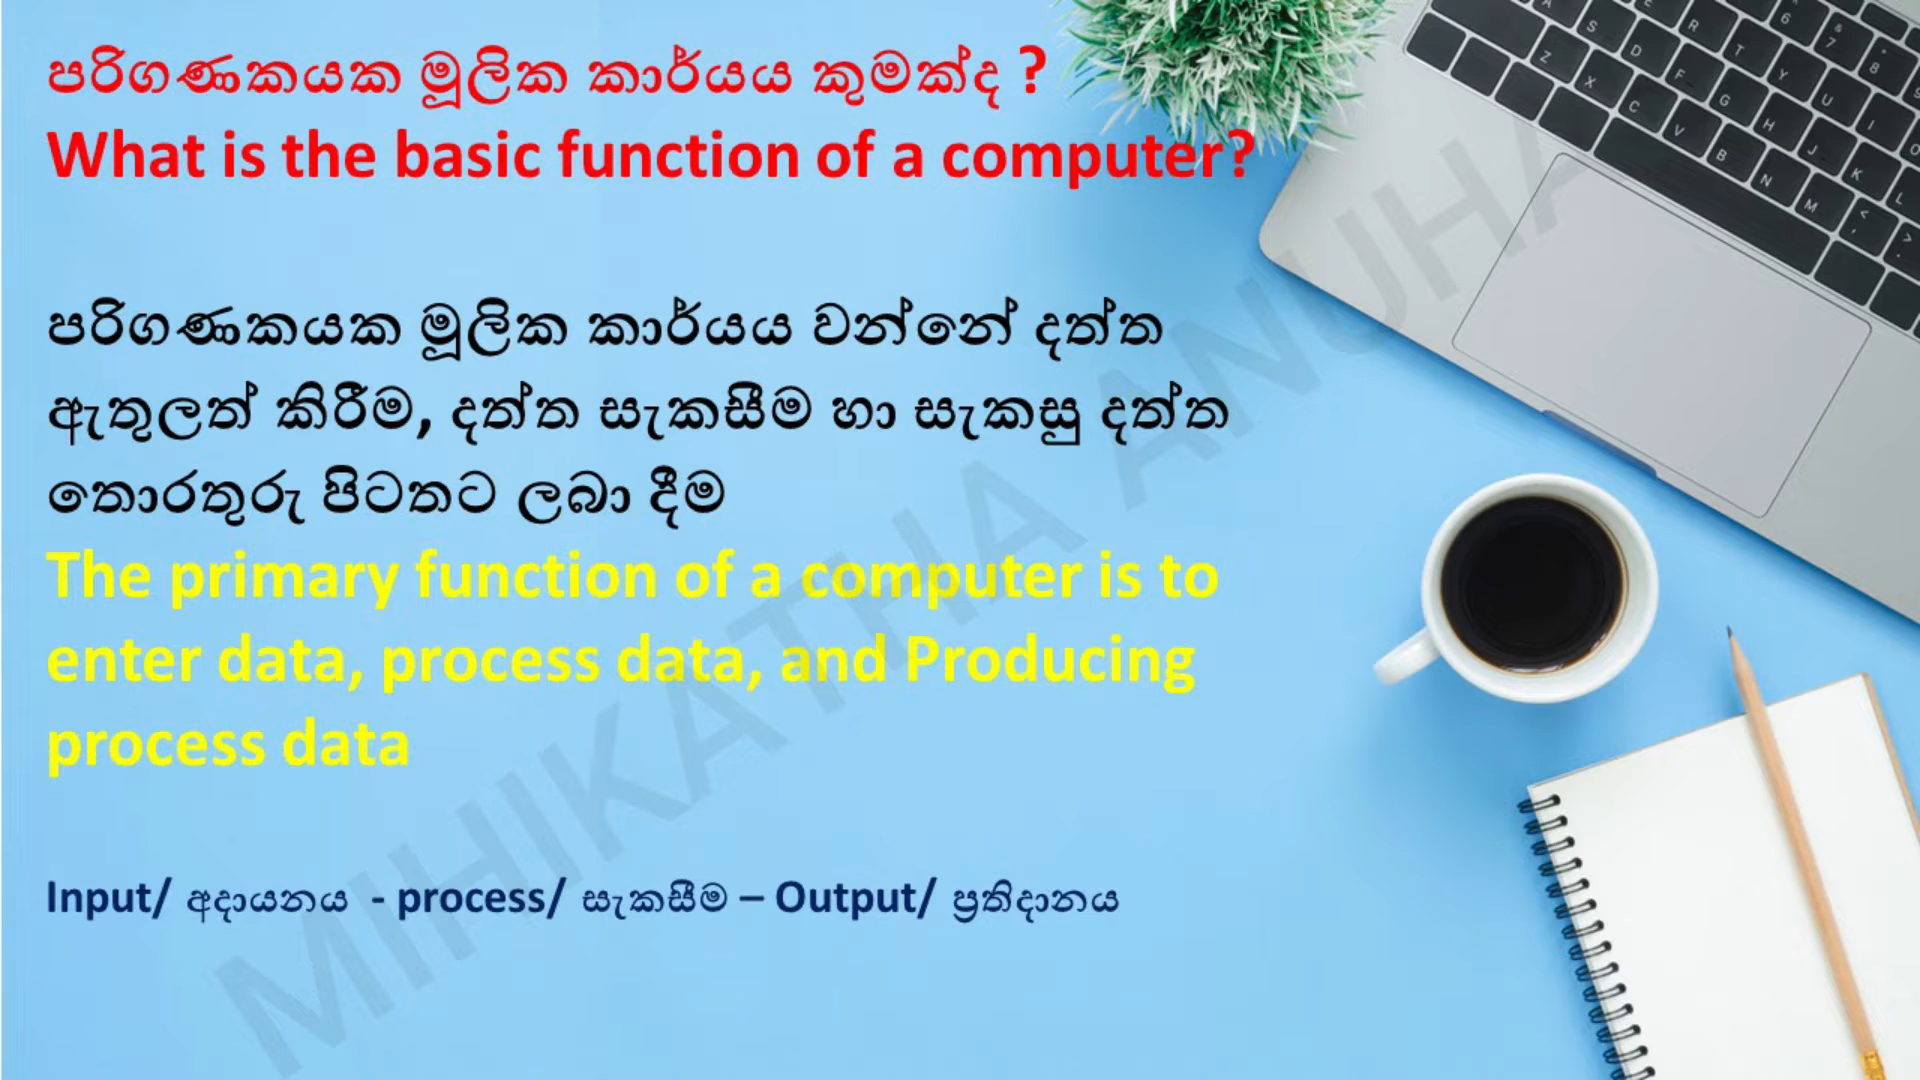 පරිගණකයක මූලික කාර්යය කුමක්ද ?
What is the basic function of a computer?
පරිගණකයක මූලික කාර්යය වන්නේ දත්ත
ඇතුලත් කිරීම, දත්ත සැකසීම හා සැකසු දත්ත
තොරතුරු පිටතට ලබා දීම
The primary function of a computer is to
enter data, process data, and Producing
process data
Input/ අදායනය - process/ සැකසීම – Output/ ප්‍රතිදානය
MIHIKATHA ANUHA